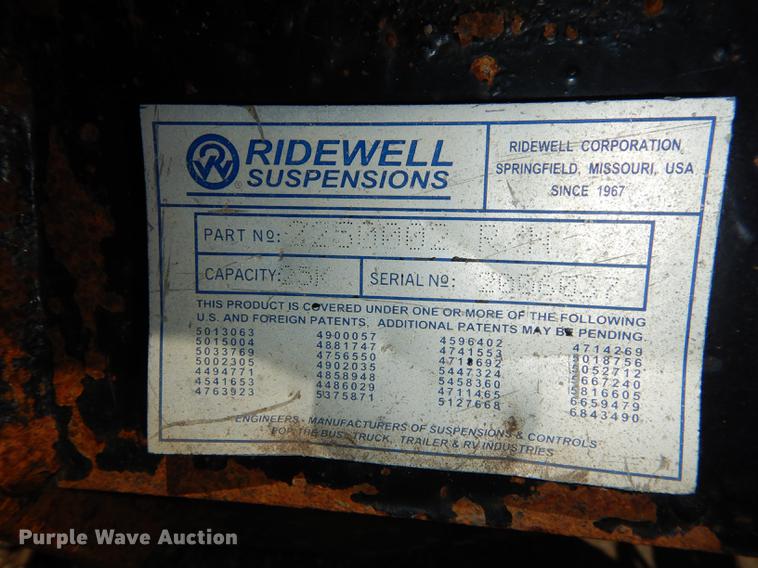 RIDEWELL
SUSPENSIONS
®
RIDEWELL CORPORATION
SPRINGFIELD, MISSOURI, USA
SINCE 1967
PART Nº:
CAPACITY: 25K SERIAL Nº: 2006037
THIS PRODUCT IS COVERED UNDER ONE OR MORE OF THE FOLLOWING
U.S. AND FOREIGN PATENTS, ADDITIONAL PATENTS MAY BE PENDING.
5013063 4900057 4596402 4714269
5015004 4881747 4741553 5018756
5033769 4756550 4718692 5052712
5002305 4902035 5447324 5667240
4494771 4858948 5458360 5816605
4541653 4486029 4711465 6659479
4763923 5375871 5127668 6843490
ENGINEERS - MANUFACTURERS OF SUSPENSIONS & CONTROLS
FOR THE BUS, TRUCK, TRAILER & RV INDUSTRIES
Purple Wave Auction